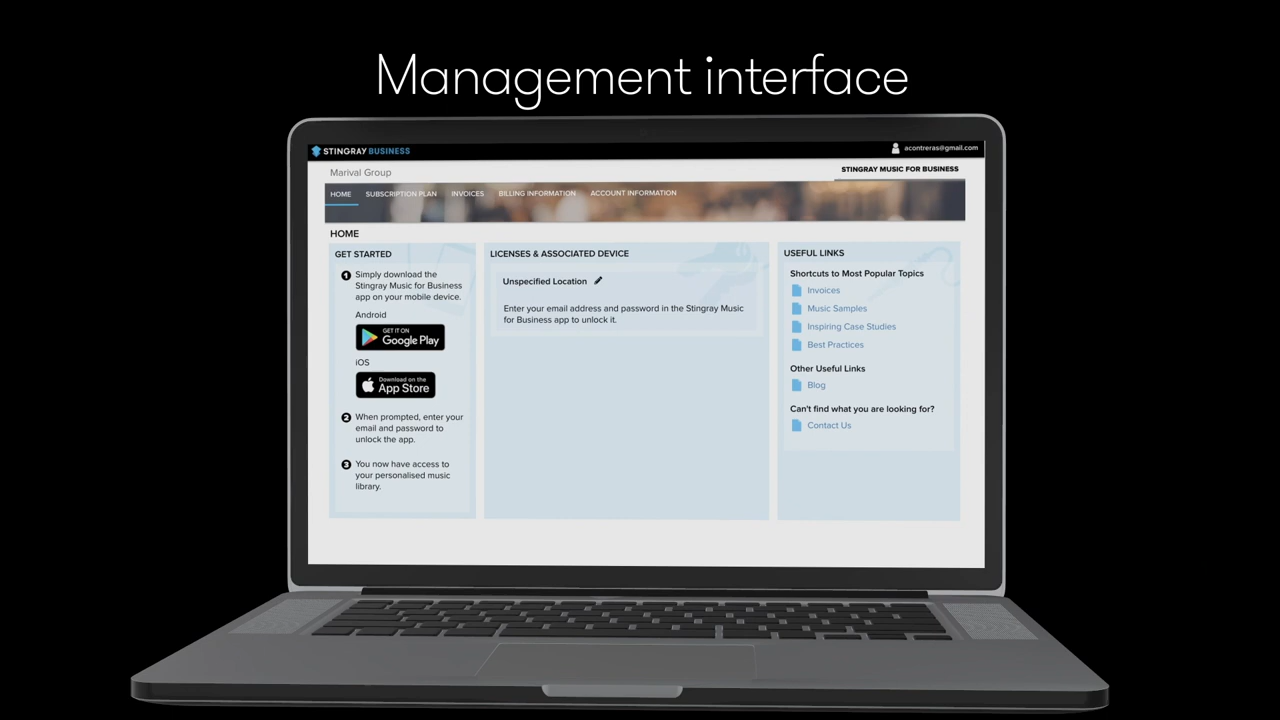 Management interface
STINGRAY BUSINESS
acontreras@gmail.com
Marival Group
STINGRAY MUSIC FOR BUSINESS
HOME SUBSCRIPTION PLAN INVOICES BILLING INFORMATION ACCOUNT INFORMATION
HOME
GET STARTED
1 Simply download the
Stingray Music for Business
app on your mobile device.
Android
GET IT ON
Google Play
iOS
Download on the
App Store
2 When prompted, enter your
email and password to
unlock the app.
3 You now have access to
your personalised music
library.
LICENSES & ASSOCIATED DEVICE
Unspecified Location
Enter your email address and password in the Stingray Music
for Business app to unlock it.
USEFUL LINKS
Shortcuts to Most Popular Topics
Invoices
Music Samples
Inspiring Case Studies
Best Practices
Other Useful Links
Blog
Can't find what you are looking for?
Contact Us